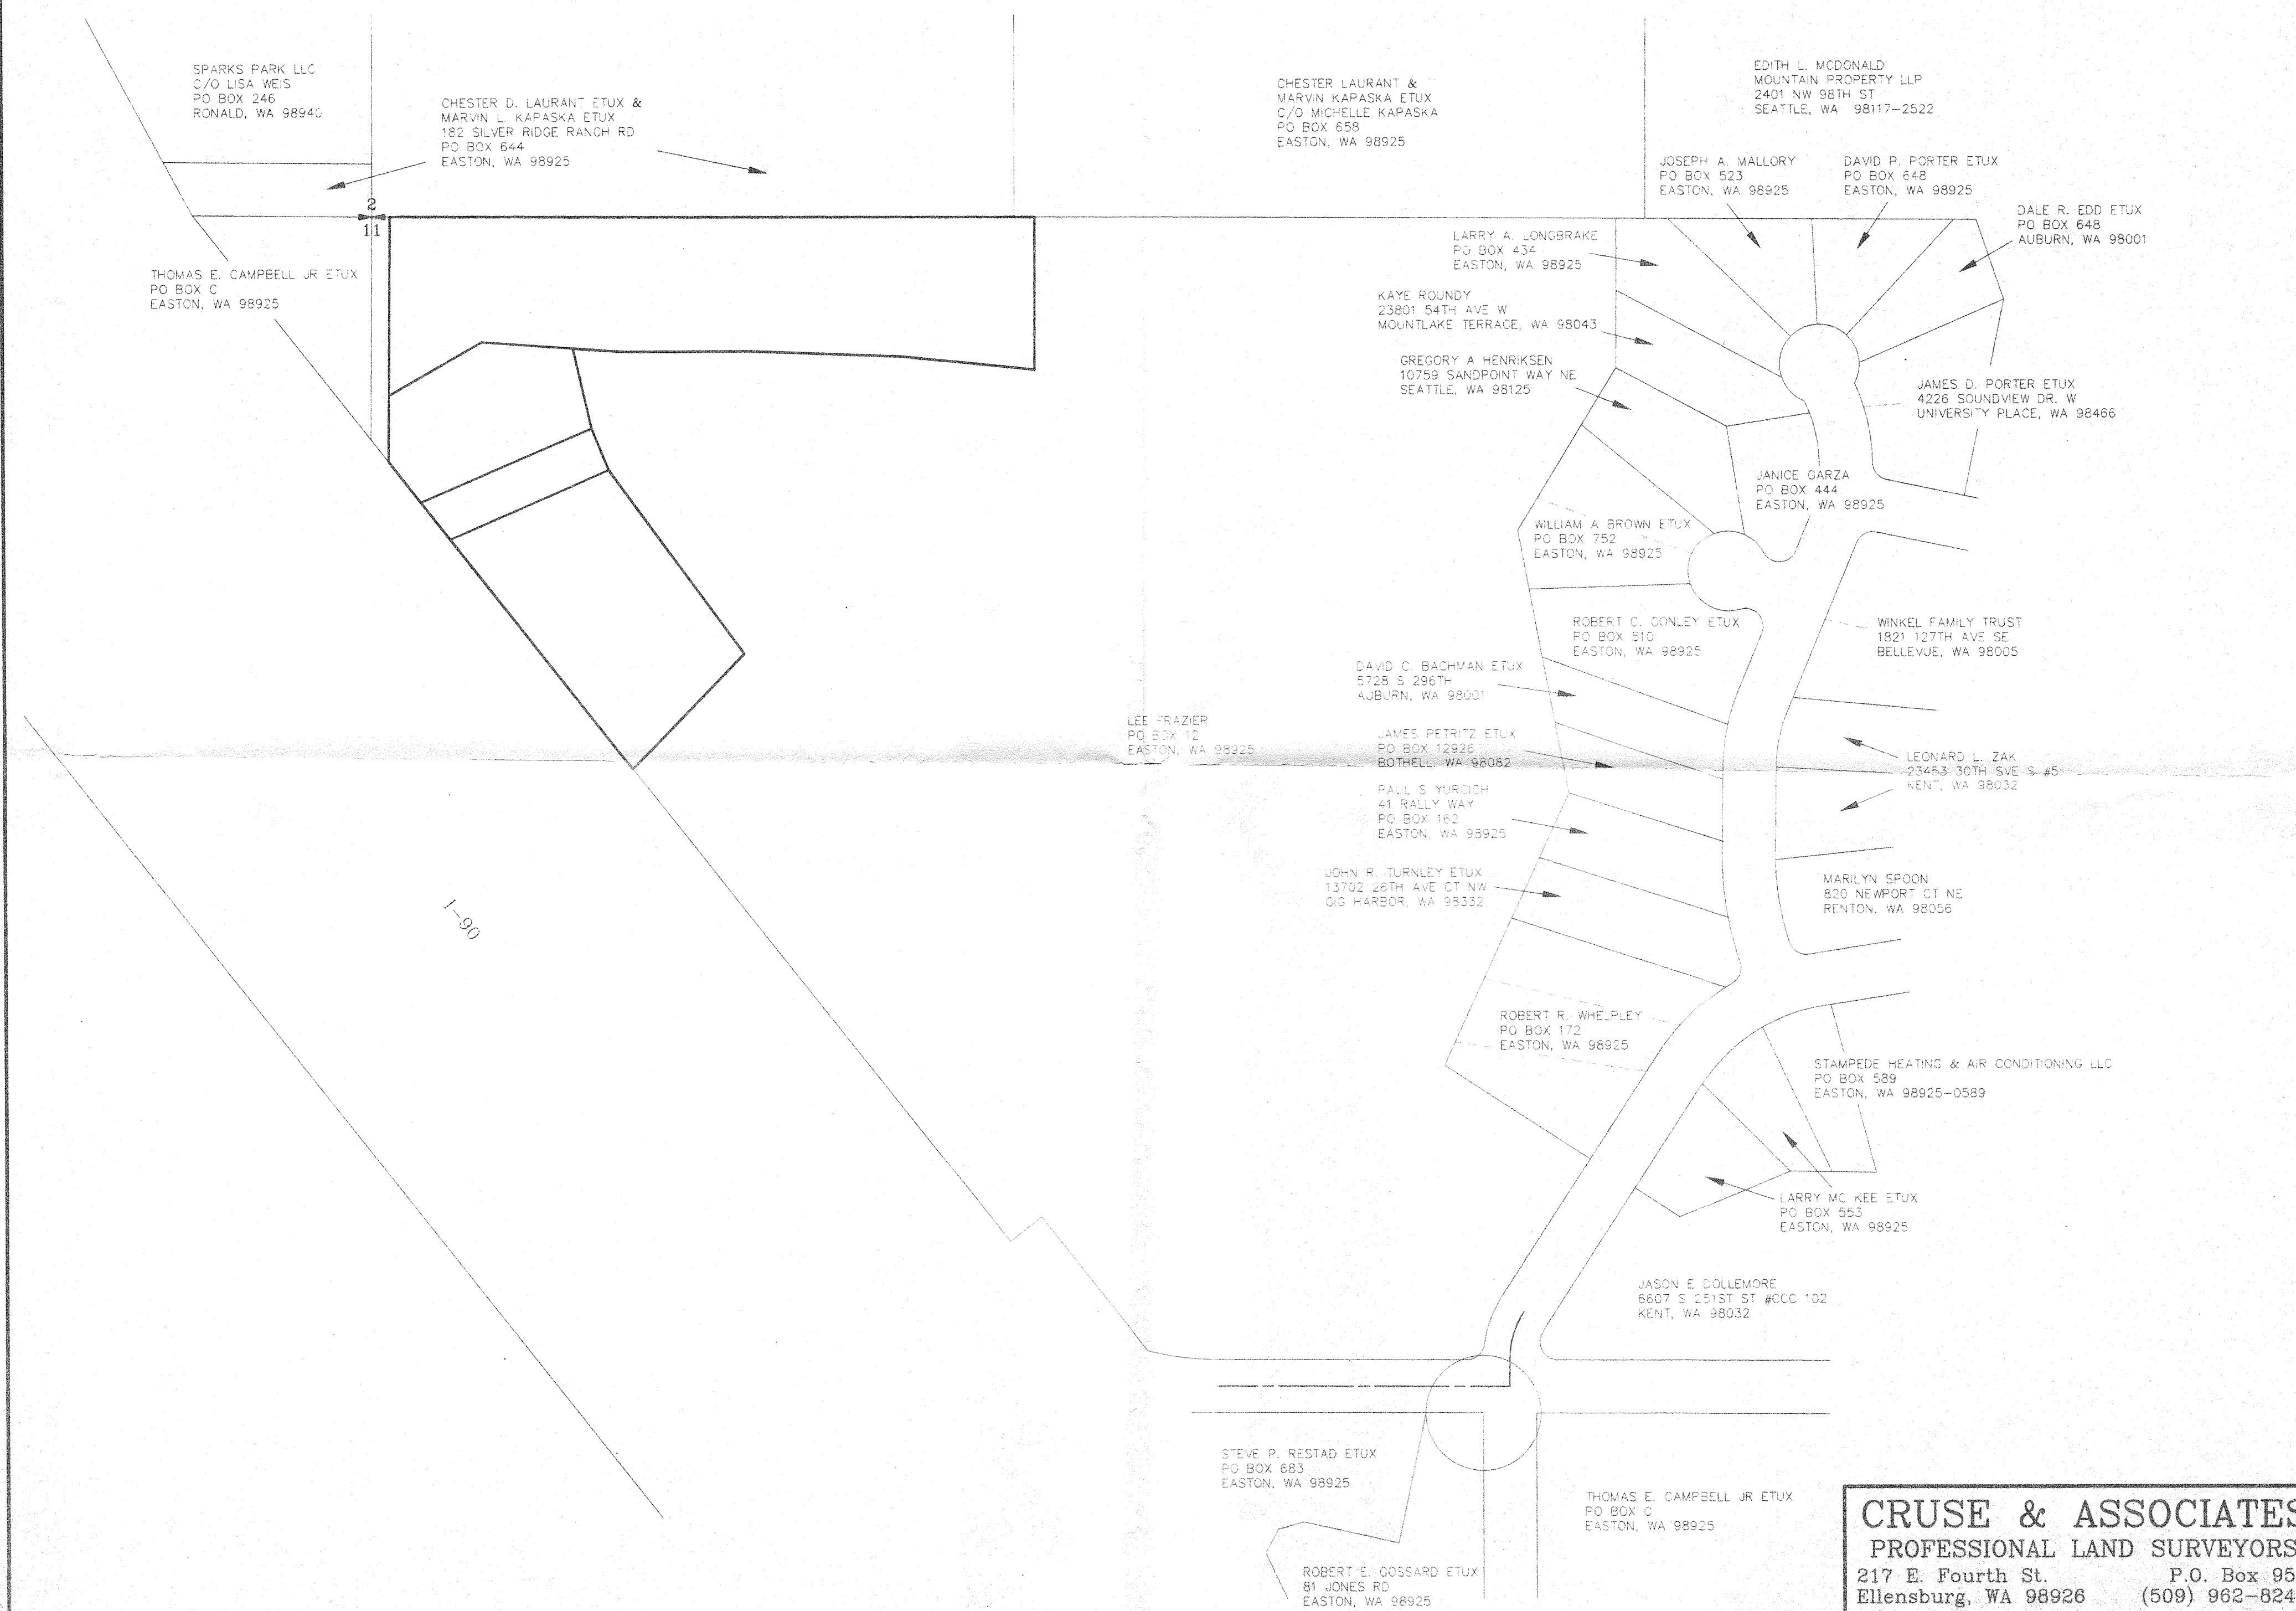 SPARKS PARK LLC
C/O LISA WEIS
PO BOX 246
RONALD, WA 98940
CHESTER D. LAURANT ETUX &
MARVIN L. KAPASKA ETUX
182 SILVER RIDGE RANCH RD
PO BOX 644
EASTON, WA 98925
CHESTER LAURANT &
MARVIN KAPASKA ETUX
C/O MICHELLE KAPASKA
PO BOX 658
EASTON, WA 98925
EDITH L. MCDONALD
MOUNTAIN PROPERTY LLP
2401 NW 98TH ST
SEATTLE, WA 98117-2522
JOSEPH A. MALLORY
PO BOX 523
EASTON, WA 98925
DAVID P. PORTER ETUX
PO BOX 648
EASTON, WA 98925
DALE R. EDD ETUX
PO BOX 648
AUBURN, WA 98001
2
11
THOMAS E. CAMPBELL JR ETUX
PO BOX C
EASTON, WA 98925
LARRY A. LONGBRAKE
PO BOX 434
EASTON, WA 98925
KAYE ROUNDY
23801 54TH AVE W
MOUNTLAKE TERRACE, WA 98043
GREGORY A HENRIKSEN
10759 SANDPOINT WAY NE
SEATTLE, WA 98125
JAMES D. PORTER ETUX
4226 SOUNDVIEW DR. W
UNIVERSITY PLACE, WA 98466
JANICE GARZA
PO BOX 444
EASTON, WA 98925
WILLIAM A BROWN ETUX
PO BOX 752
EASTON, WA 98925
ROBERT C. CONLEY ETUX
PO BOX 510
EASTON, WA 98925
WINKEL FAMILY TRUST
1821 127TH AVE SE
BELLEVUE, WA 98005
DAVID C. BACHMAN ETUX
5728 S 296TH
AUBURN, WA 98001
LEE FRAZIER
PO BOX 12
EASTON, WA 98925
JAMES PETRITZ ETUX
PO BOX 12926
BOTHELL, WA 98082
LEONARD L. ZAK
23453 30TH SVE S #5
KENT, WA 98032
PAUL S YURCICH
41 RALLY WAY
PO BOX 162
EASTON, WA 98925
JOHN R. TURNLEY ETUX
13702 26TH AVE CT NW
GIG HARBOR, WA 98332
MARILYN SPOON
820 NEWPORT CT NE
RENTON, WA 98056
I-90
ROBERT R. WHELPLEY
PO BOX 172
EASTON, WA 98925
STAMPEDE HEATING & AIR CONDITIONING LLC
PO BOX 589
EASTON, WA 98925-0589
LARRY MC KEE ETUX
PO BOX 553
EASTON, WA 98925
JASON E DOLLEMORE
6607 S 251ST ST #CCC 102
KENT, WA 98032
STEVE P. RESTAD ETUX
PO BOX 683
EASTON, WA 98925
THOMAS E. CAMPBELL JR ETUX
PO BOX C
EASTON, WA 98925
ROBERT E. GOSSARD ETUX
81 JONES RD
EASTON, WA 98925
CRUSE & ASSOCIATES
PROFESSIONAL LAND SURVEYORS
217 E. Fourth St. P.O. Box 95
Ellensburg, WA 98926 (509) 962-824